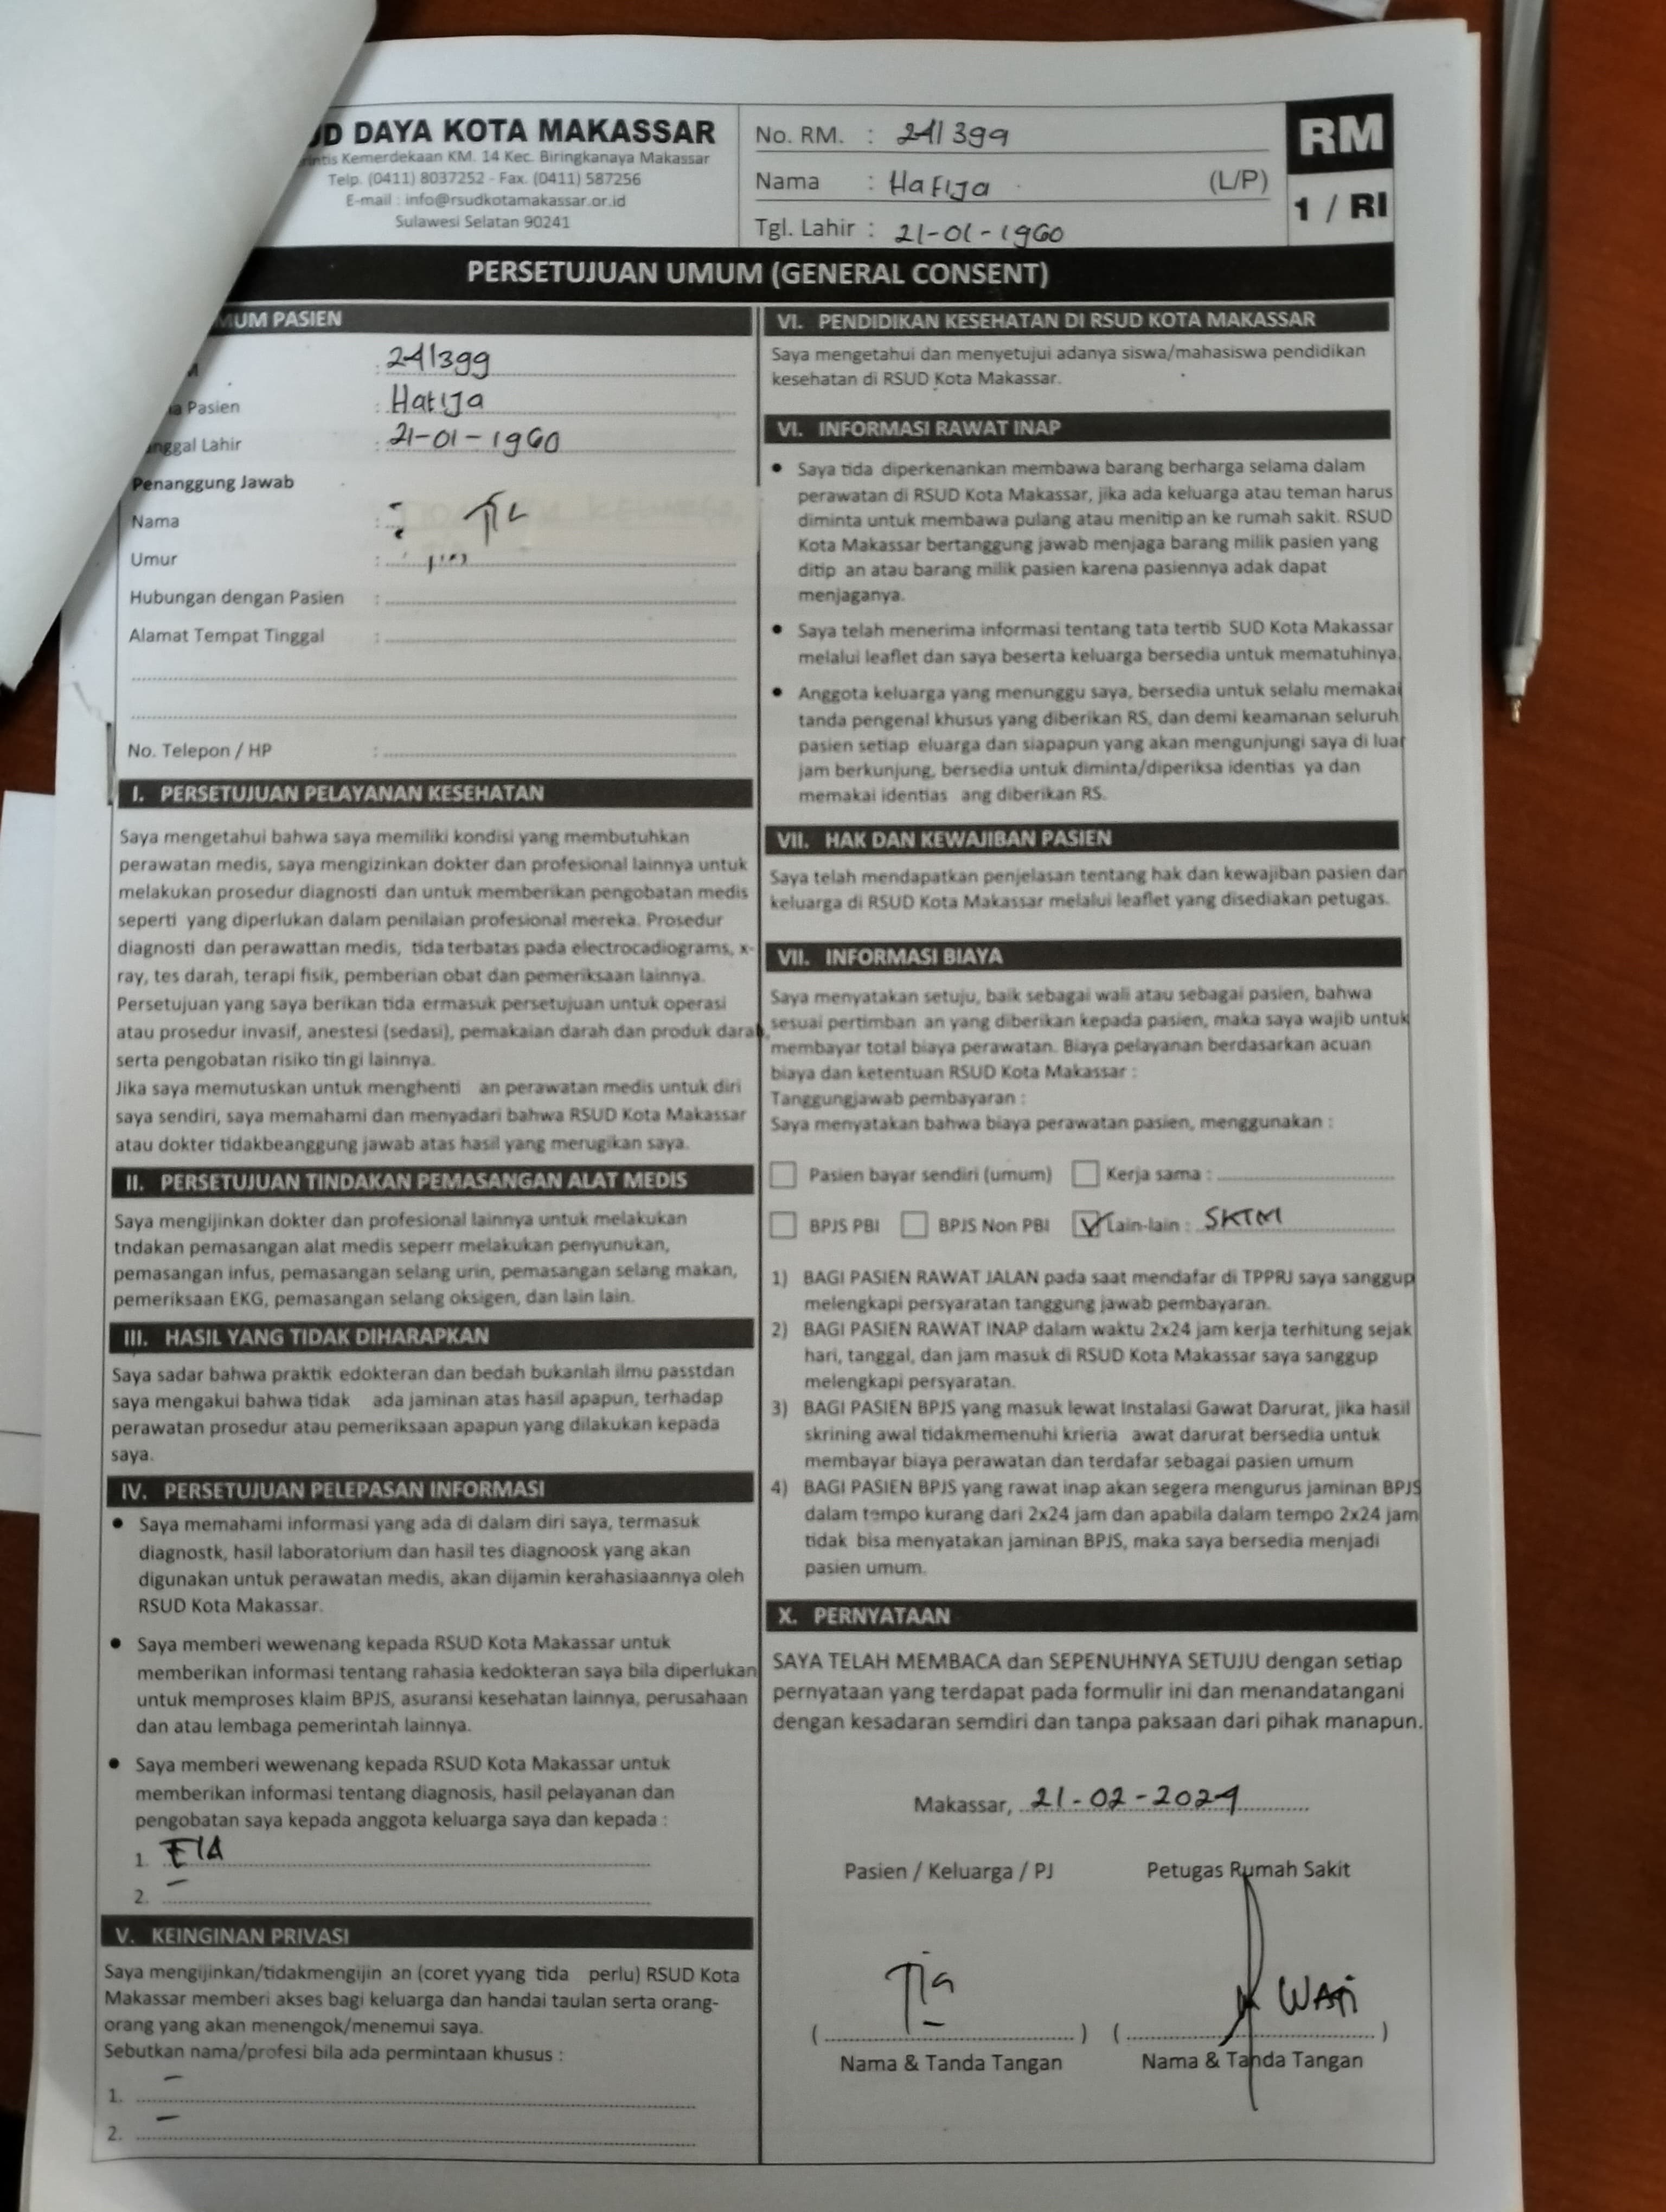 DAYA KOTA MAKASSAR
Kemerdekaan KM. 14 Kec. Biringkanaya Makassar
Telp. (0411) 8037252 - Fax. (0411) 587256
E-mail : info@rsudkotamakassar.or.id
Sulawesi Selatan 90241
No. RM. : 241399
Nama : Hafija (L/P)
Tgl. Lahir : 21-01-1960
RM
1 / RI
PERSETUJUAN UMUM (GENERAL CONSENT)
PASIEN
: 241399
Pasien : Hatija
Lahir : 21-01-1960
Penanggung Jawab
Nama :
Umur :
Hubungan dengan Pasien :
Alamat Tempat Tinggal :
No. Telepon / HP :
I. PERSETUJUAN PELAYANAN KESEHATAN
Saya mengetahui bahwa saya memiliki kondisi yang membutuhkan
perawatan medis, saya mengizinkan dokter dan profesional lainnya untuk
melakukan prosedur diagnosti dan untuk memberikan pengobatan medis
seperti yang diperlukan dalam penilaian profesional mereka. Prosedur
diagnosti dan perawattan medis, tida terbatas pada electrocadiograms, x-
ray, tes darah, terapi fisik, pemberian obat dan pemeriksaan lainnya.
Persetujuan yang saya berikan tida ermasuk persetujuan untuk operasi
atau prosedur invasif, anestesi (sedasi), pemakaian darah dan produk darah,
serta pengobatan risiko tin gi lainnya.
Jika saya memutuskan untuk menghenti an perawatan medis untuk diri
saya sendiri, saya memahami dan menyadari bahwa RSUD Kota Makassar
atau dokter tidakbeanggung jawab atas hasil yang merugikan saya.
II. PERSETUJUAN TINDAKAN PEMASANGAN ALAT MEDIS
Saya mengijinkan dokter dan profesional lainnya untuk melakukan
tndakan pemasangan alat medis seperr melakukan penyunukan,
pemasangan infus, pemasangan selang urin, pemasangan selang makan,
pemeriksaan EKG, pemasangan selang oksigen, dan lain lain.
III. HASIL YANG TIDAK DIHARAPKAN
Saya sadar bahwa praktik edokteran dan bedah bukanlah ilmu passtdan
saya mengakui bahwa tidak ada jaminan atas hasil apapun, terhadap
perawatan prosedur atau pemeriksaan apapun yang dilakukan kepada
saya.
IV. PERSETUJUAN PELEPASAN INFORMASI
• Saya memahami informasi yang ada di dalam diri saya, termasuk
diagnostk, hasil laboratorium dan hasil tes diagnoosk yang akan
digunakan untuk perawatan medis, akan dijamin kerahasiaannya oleh
RSUD Kota Makassar.
• Saya memberi wewenang kepada RSUD Kota Makassar untuk
memberikan informasi tentang rahasia kedokteran saya bila diperlukan
untuk memproses klaim BPJS, asuransi kesehatan lainnya, perusahaan
dan atau lembaga pemerintah lainnya.
• Saya memberi wewenang kepada RSUD Kota Makassar untuk
memberikan informasi tentang diagnosis, hasil pelayanan dan
pengobatan saya kepada anggota keluarga saya dan kepada :
1.
2.
V. KEINGINAN PRIVASI
Saya mengijinkan/tidakmengijin an (coret yyang tida perlu) RSUD Kota
Makassar memberi akses bagi keluarga dan handai taulan serta orang-
orang yang akan menengok/menemui saya.
Sebutkan nama/profesi bila ada permintaan khusus :
1. -
2. -
VI. PENDIDIKAN KESEHATAN DI RSUD KOTA MAKASSAR
Saya mengetahui dan menyetujui adanya siswa/mahasiswa pendidikan
kesehatan di RSUD Kota Makassar.
VI. INFORMASI RAWAT INAP
• Saya tida diperkenankan membawa barang berharga selama dalam
perawatan di RSUD Kota Makassar, jika ada keluarga atau teman harus
diminta untuk membawa pulang atau menitip an ke rumah sakit. RSUD
Kota Makassar bertanggung jawab menjaga barang milik pasien yang
ditip an atau barang milik pasien karena pasiennya adak dapat
menjaganya.
• Saya telah menerima informasi tentang tata tertib SUD Kota Makassar
melalui leaflet dan saya beserta keluarga bersedia untuk mematuhinya.
• Anggota keluarga yang menunggu saya, bersedia untuk selalu memakai
tanda pengenal khusus yang diberikan RS, dan demi keamanan seluruh
pasien setiap eluarga dan siapapun yang akan mengunjungi saya di luar
jam berkunjung, bersedia untuk diminta/diperiksa identias ya dan
memakai identias ang diberikan RS.
VII. HAK DAN KEWAJIBAN PASIEN
Saya telah mendapatkan penjelasan tentang hak dan kewajiban pasien dan
keluarga di RSUD Kota Makassar melalui leaflet yang disediakan petugas.
VII. INFORMASI BIAYA
Saya menyatakan setuju, baik sebagai wali atau sebagai pasien, bahwa
sesuai pertimban an yang diberikan kepada pasien, maka saya wajib untuk
membayar total biaya perawatan. Biaya pelayanan berdasarkan acuan
biaya dan ketentuan RSUD Kota Makassar :
Tanggungjawab pembayaran :
Saya menyatakan bahwa biaya perawatan pasien, menggunakan :
Pasien bayar sendiri (umum) Kerja sama :
BPJS PBI BPJS Non PBI ✓ Lain-lain : SKTM
1) BAGI PASIEN RAWAT JALAN pada saat mendafar di TPPRJ saya sanggup
melengkapi persyaratan tanggung jawab pembayaran.
2) BAGI PASIEN RAWAT INAP dalam waktu 2x24 jam kerja terhitung sejak
hari, tanggal, dan jam masuk di RSUD Kota Makassar saya sanggup
melengkapi persyaratan.
3) BAGI PASIEN BPJS yang masuk lewat Instalasi Gawat Darurat, jika hasil
skrining awal tidakmemenuhi krieria awat darurat bersedia untuk
membayar biaya perawatan dan terdafar sebagai pasien umum
4) BAGI PASIEN BPJS yang rawat inap akan segera mengurus jaminan BPJS
dalam tempo kurang dari 2x24 jam dan apabila dalam tempo 2x24 jam
tidak bisa menyatakan jaminan BPJS, maka saya bersedia menjadi
pasien umum.
X. PERNYATAAN
SAYA TELAH MEMBACA dan SEPENUHNYA SETUJU dengan setiap
pernyataan yang terdapat pada formulir ini dan menandatangani
dengan kesadaran semdiri dan tanpa paksaan dari pihak manapun.
Makassar, 21-02-2024
Pasien / Keluarga / PJ Petugas Rumah Sakit
WATi
(.....) (.....)
Nama & Tanda Tangan Nama & Tanda Tangan